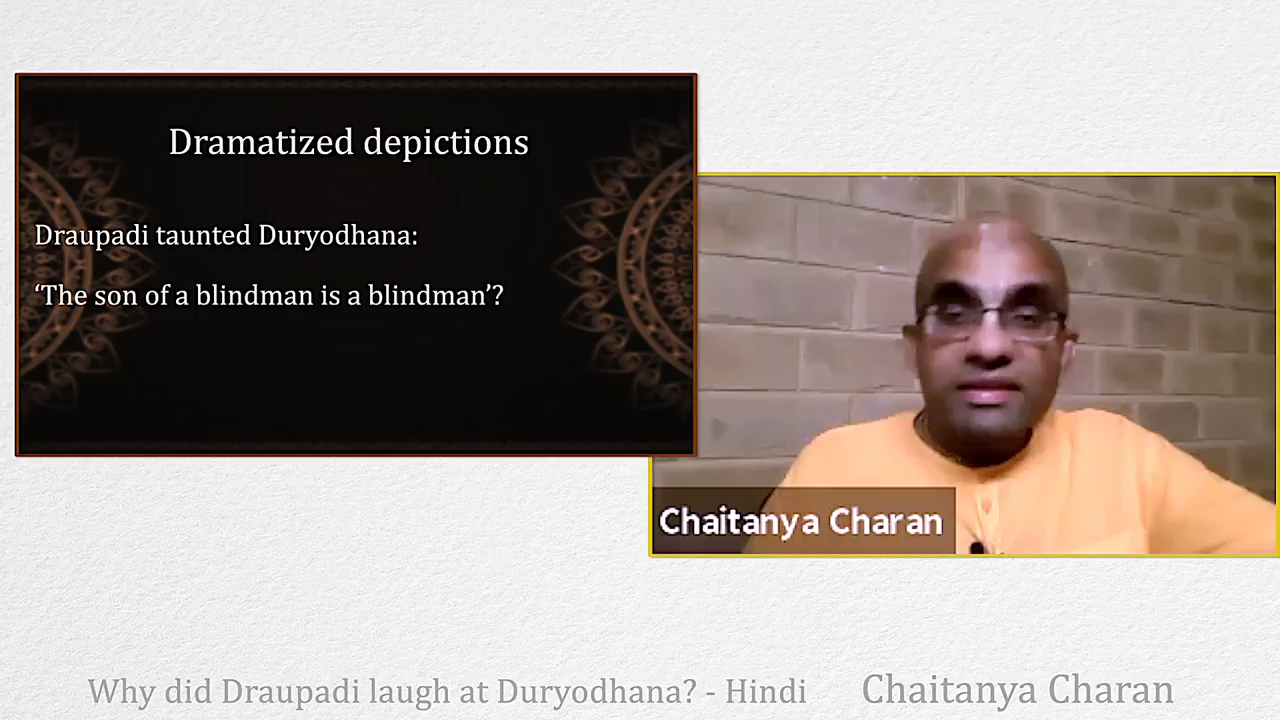 Dramatized depictions
Draupadi taunted Duryodhana:
‘The son of a blindman is a blindman’?
Chaitanya Charan
Why did Draupadi laugh at Duryodhana? - Hindi
Chaitanya Charan